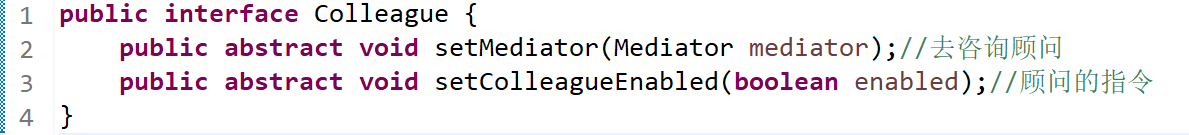 1 public interface Colleague {
2     public abstract void setMediator(Mediator mediator);//去咨询顾问
3     public abstract void setColleagueEnabled(boolean enabled);//顾问的指令
4 }